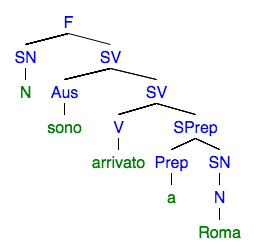 F
SN SV
N Aus SV
sono V SPrep
arrivato Prep SN
a N
Roma